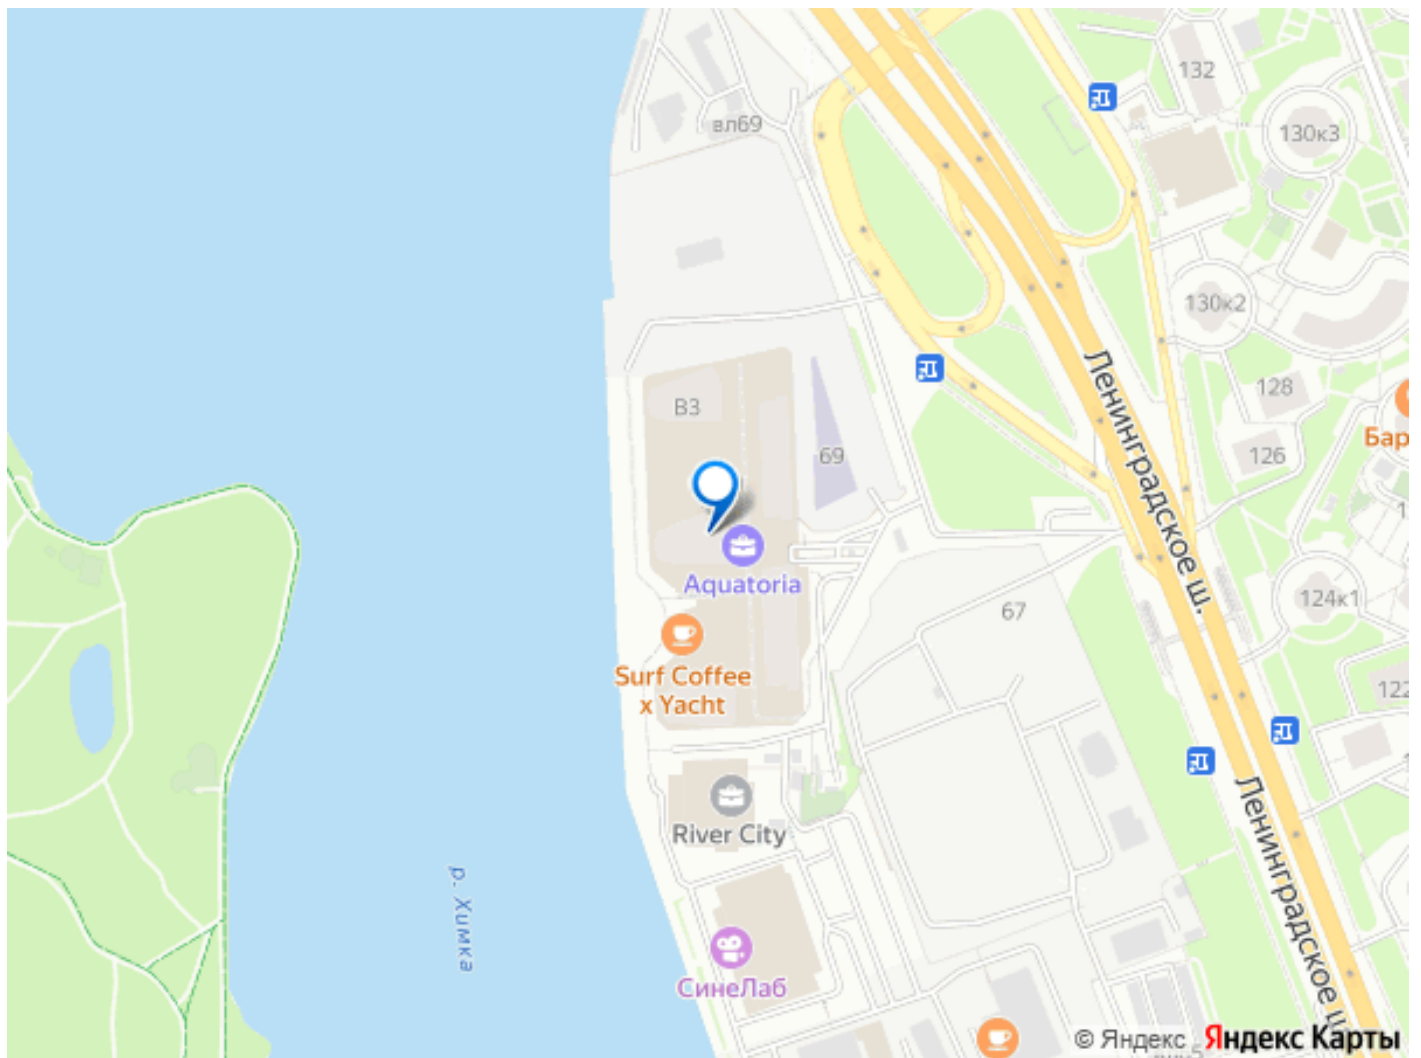 132
вл69
130к3
130к2
Ленинградское ш.
128
В3
Бар
126
69
Aquatoria
124к1
67
Surf Coffee
x Yacht
122
Ленинградское ш
River City
р. Химка
СинеЛаб
© Яндекс
Яндекс Карты